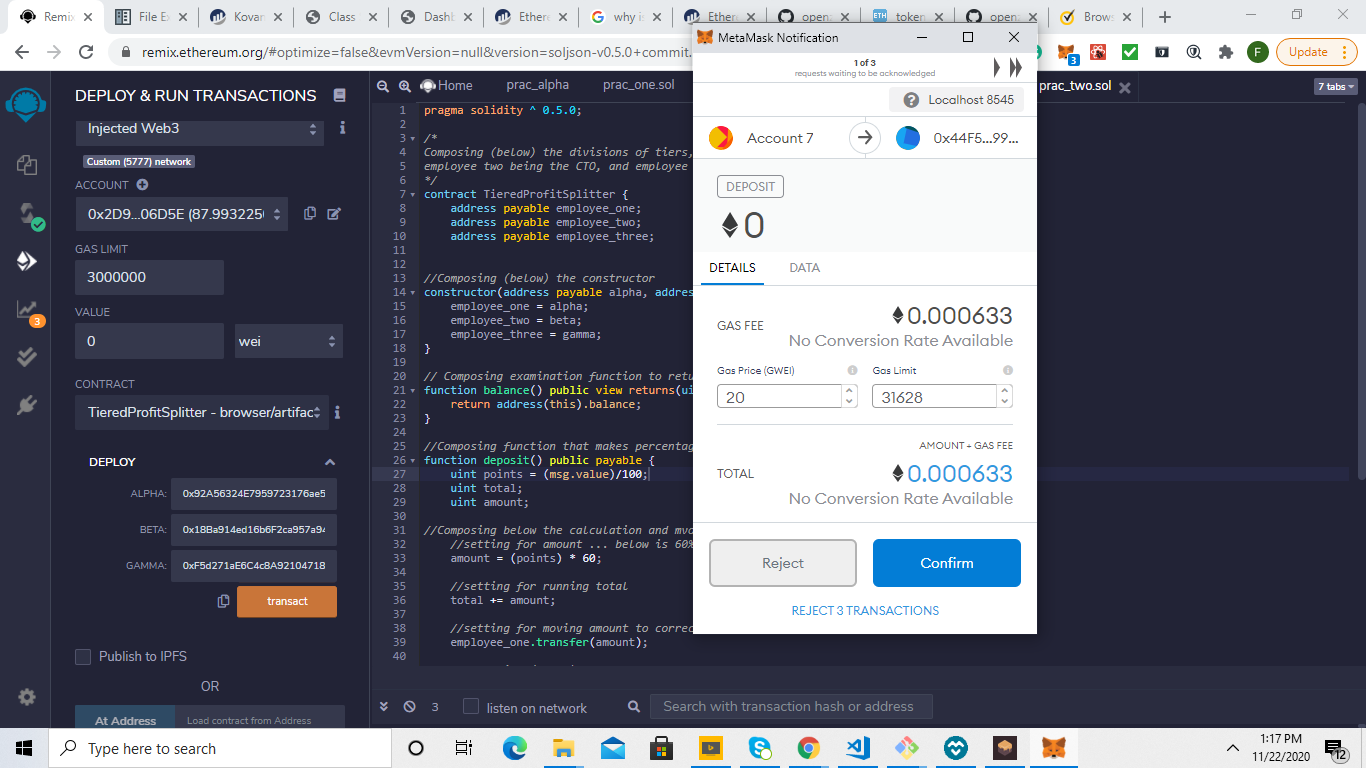 Remix
File E
Kovar
Class
Dashb
Ethere
why is
Ethere
open
token
open
Brows
remix.ethereum.org/#optimize=false&evmVersion=null&version=soljson-v0.5.0+commit.
3
F
Update
DEPLOY & RUN TRANSACTIONS
Injected Web3
Custom (5777) network
ACCOUNT
0x2D9...06D5E (87.9932250
GAS LIMIT
3000000
VALUE
0
wei
CONTRACT
TieredProfitSplitter - browser/artifac
DEPLOY
ALPHA: 0x92A56324E7959723176ae5
BETA: 0x18Ba914ed16b6F2ca957a94
GAMMA: 0xF5d271aE6C4c8A92104718
transact
Publish to IPFS
OR
At Address
Load contract from Address
3
Home
prac_alpha
prac_one.sol
prac_two.sol
7 tabs
1 pragma solidity ^ 0.5.0;
2
3 /*
4 Composing (below) the divisions of tiers,
5 employee two being the CTO, and employee
6 */
7 contract TieredProfitSplitter {
8 address payable employee_one;
9 address payable employee_two;
10 address payable employee_three;
11
12
13 //Composing (below) the constructor
14 constructor(address payable alpha, addres
15 employee_one = alpha;
16 employee_two = beta;
17 employee_three = gamma;
18 }
19
20 // Composing examination function to retu
21 function balance() public view returns(ui
22 return address(this).balance;
23 }
24
25 //Composing function that makes percentag
26 function deposit() public payable {
27 uint points = (msg.value)/100;
28 uint total;
29 uint amount;
30
31 //Composing below the calculation and mvo
32 //setting for amount ... below is 60%
33 amount = (points) * 60;
34
35 //setting for running total
36 total += amount;
37
38 //setting for moving amount to correc
39 employee_one.transfer(amount);
40
3
listen on network
Search with transaction hash or address
MetaMask Notification
1 of 3
requests waiting to be acknowledged
Localhost 8545
Account 7
0x44F5...99...
DEPOSIT
0
DETAILS
DATA
GAS FEE
0.000633
No Conversion Rate Available
Gas Price (GWEI)
Gas Limit
20
31628
AMOUNT + GAS FEE
TOTAL
0.000633
No Conversion Rate Available
Reject
Confirm
REJECT 3 TRANSACTIONS
Type here to search
1:17 PM
11/22/2020
12